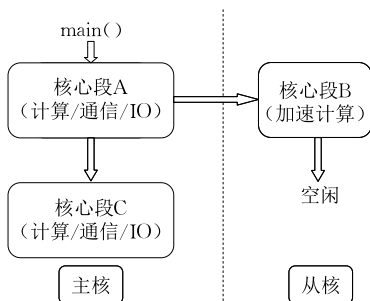 main()
核心段A
(计算/通信/IO)
核心段B
(加速计算)
核心段C
(计算/通信/IO)
空闲
主核
从核